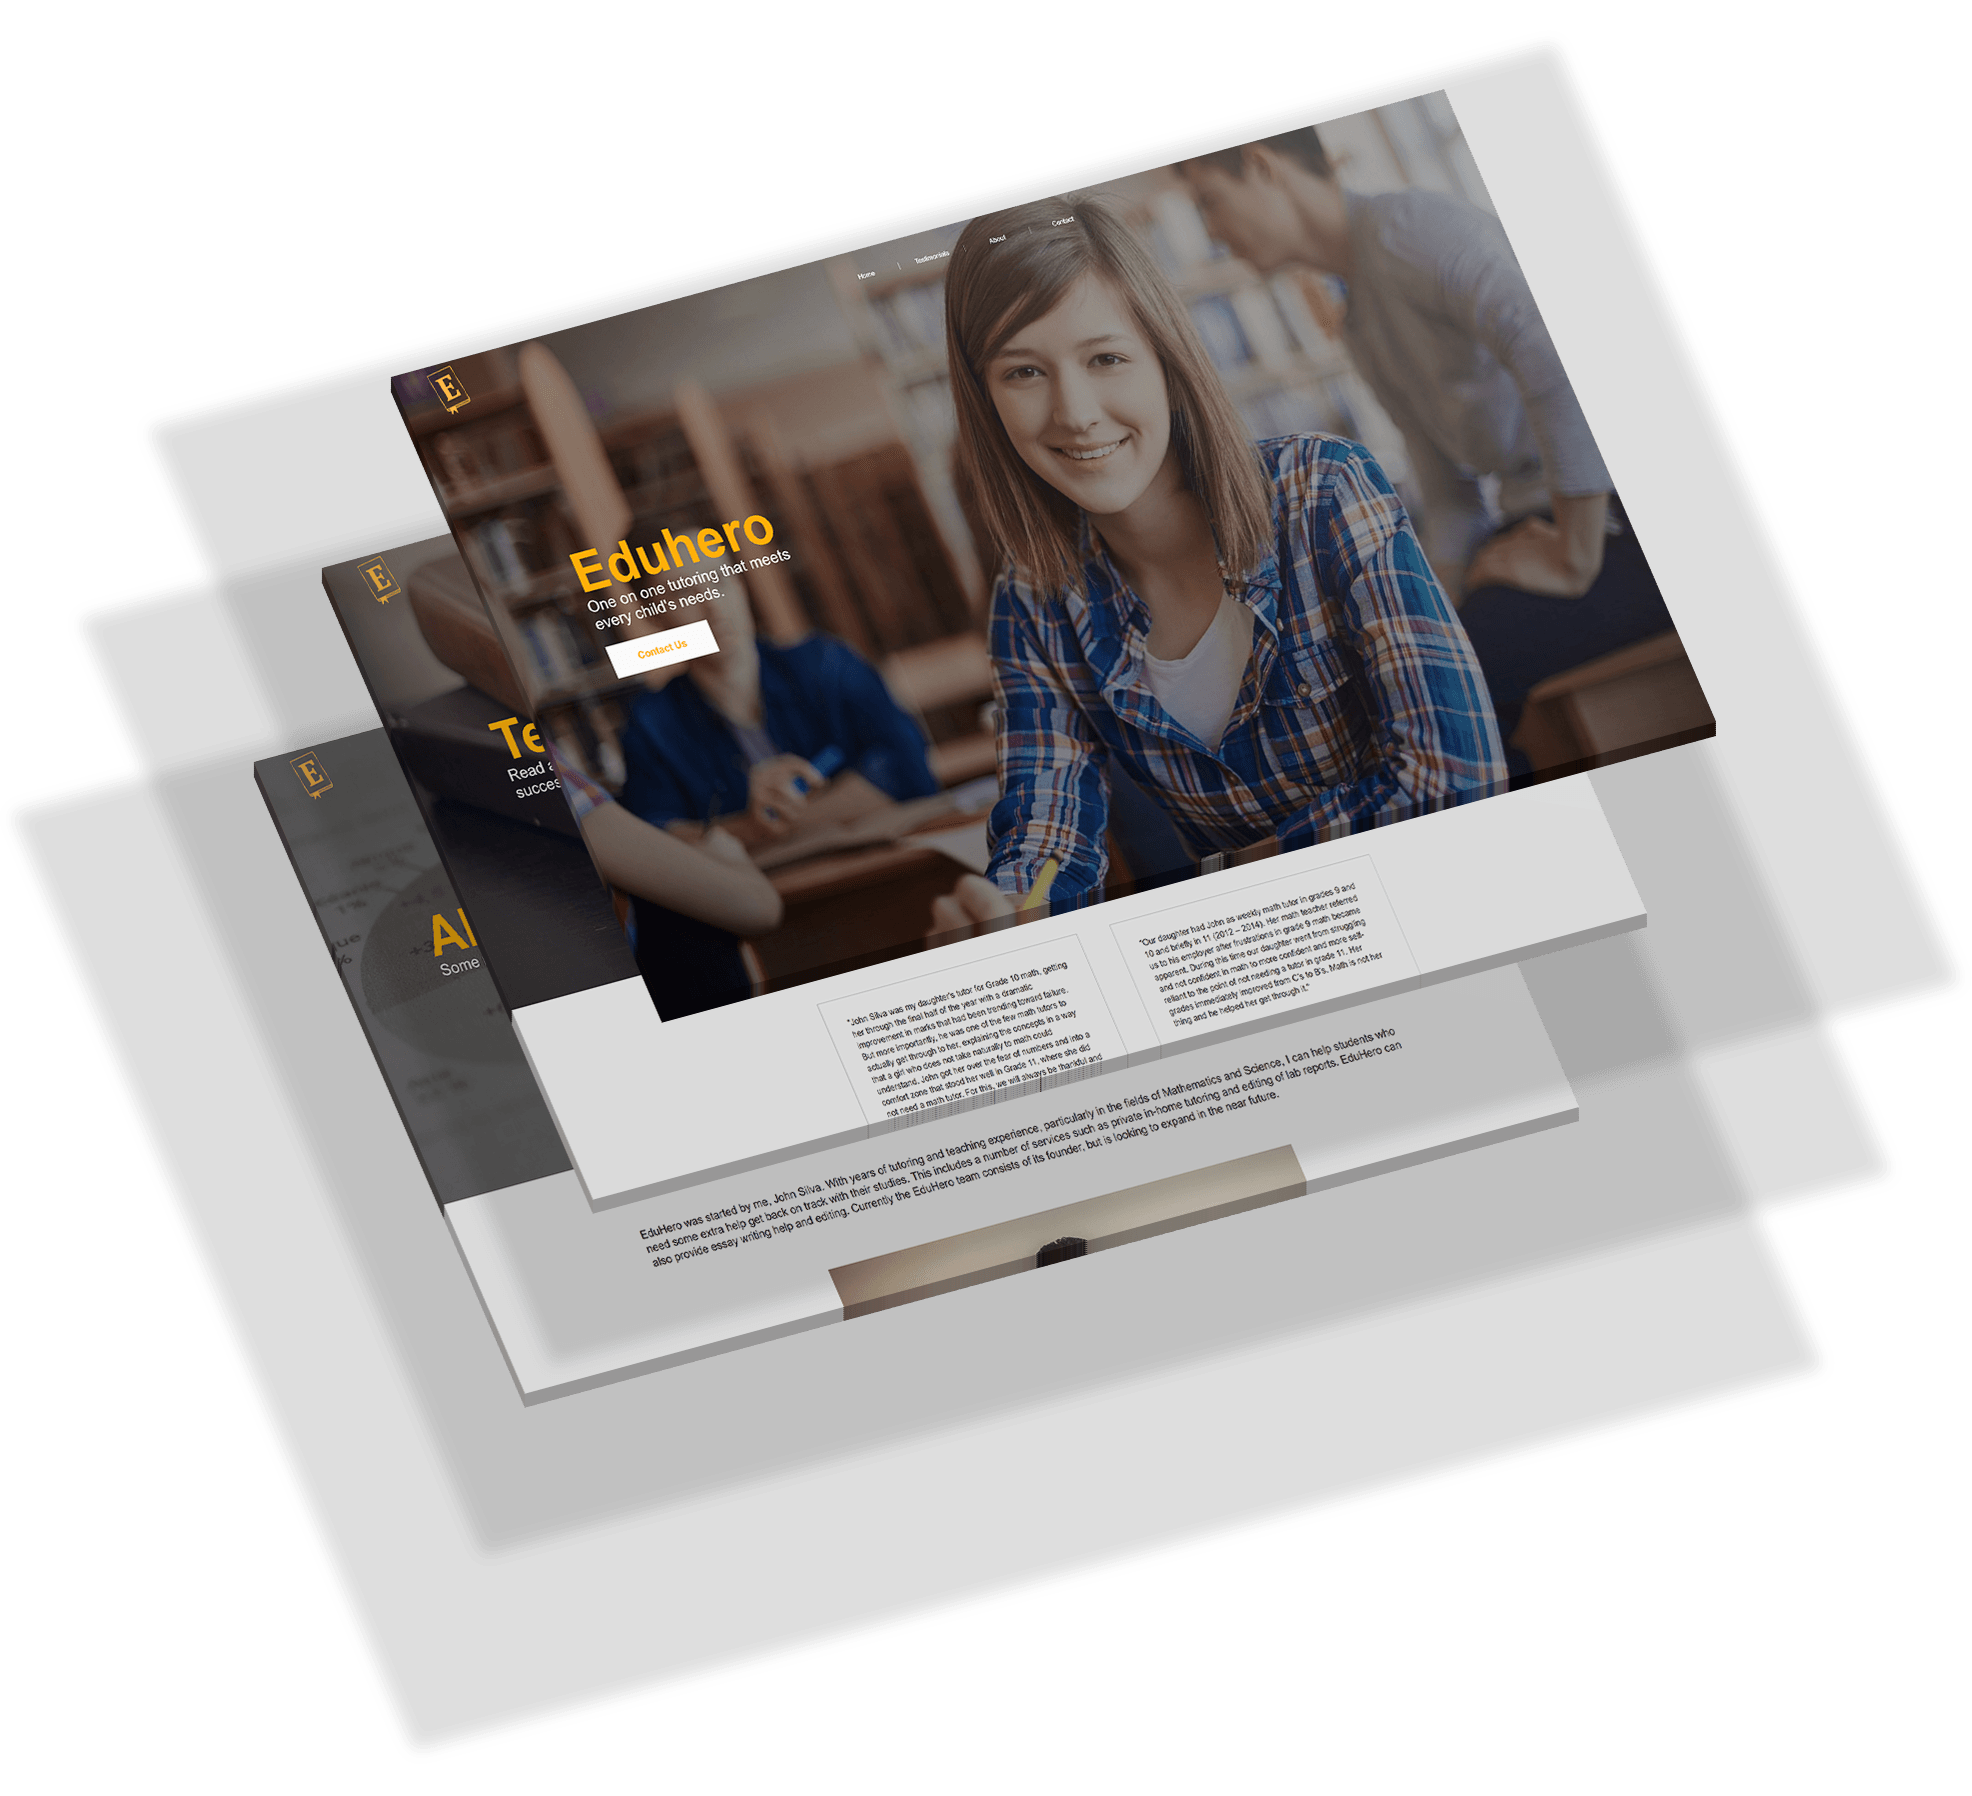 Home
Testimonials
About
Contact
E
Eduhero
One on one tutoring that meets
every child's needs.
Contact Us
E
Te
Read a
succes
"John Silva was my daughter's tutor for Grade 10 math, getting
her through the final half of the year with a dramatic
improvement in marks that had been trending toward failure.
But more importantly, he was one of the few math tutors to
actually get through to her, explaining the concepts in a way
that a girl who does not take naturally to math could
understand. John got her over the fear of numbers and into a
comfort zone that stood her well in Grade 11, where she did
not need a math tutor. For this, we will always be thankful and
"Our daughter had John as weekly math tutor in grades 9 and
10 and briefly in 11 (2012 – 2014). Her math teacher referred
us to his employer after frustrations in grade 9 math became
apparent. During this time our daughter went from struggling
and not confident in math to more confident and more self-
reliant to the point of not needing a tutor in grade 11. Her
grades immediately improved from C's to B's. Math is not her
thing and he helped her get through it."
E
Al
Some
EduHero was started by me, John Silva. With years of tutoring and teaching experience, particularly in the fields of Mathematics and Science, I can help students who
need some extra help get back on track with their studies. This includes a number of services such as private in-home tutoring and editing of lab reports. EduHero can
also provide essay writing help and editing. Currently the EduHero team consists of its founder, but is looking to expand in the near future.